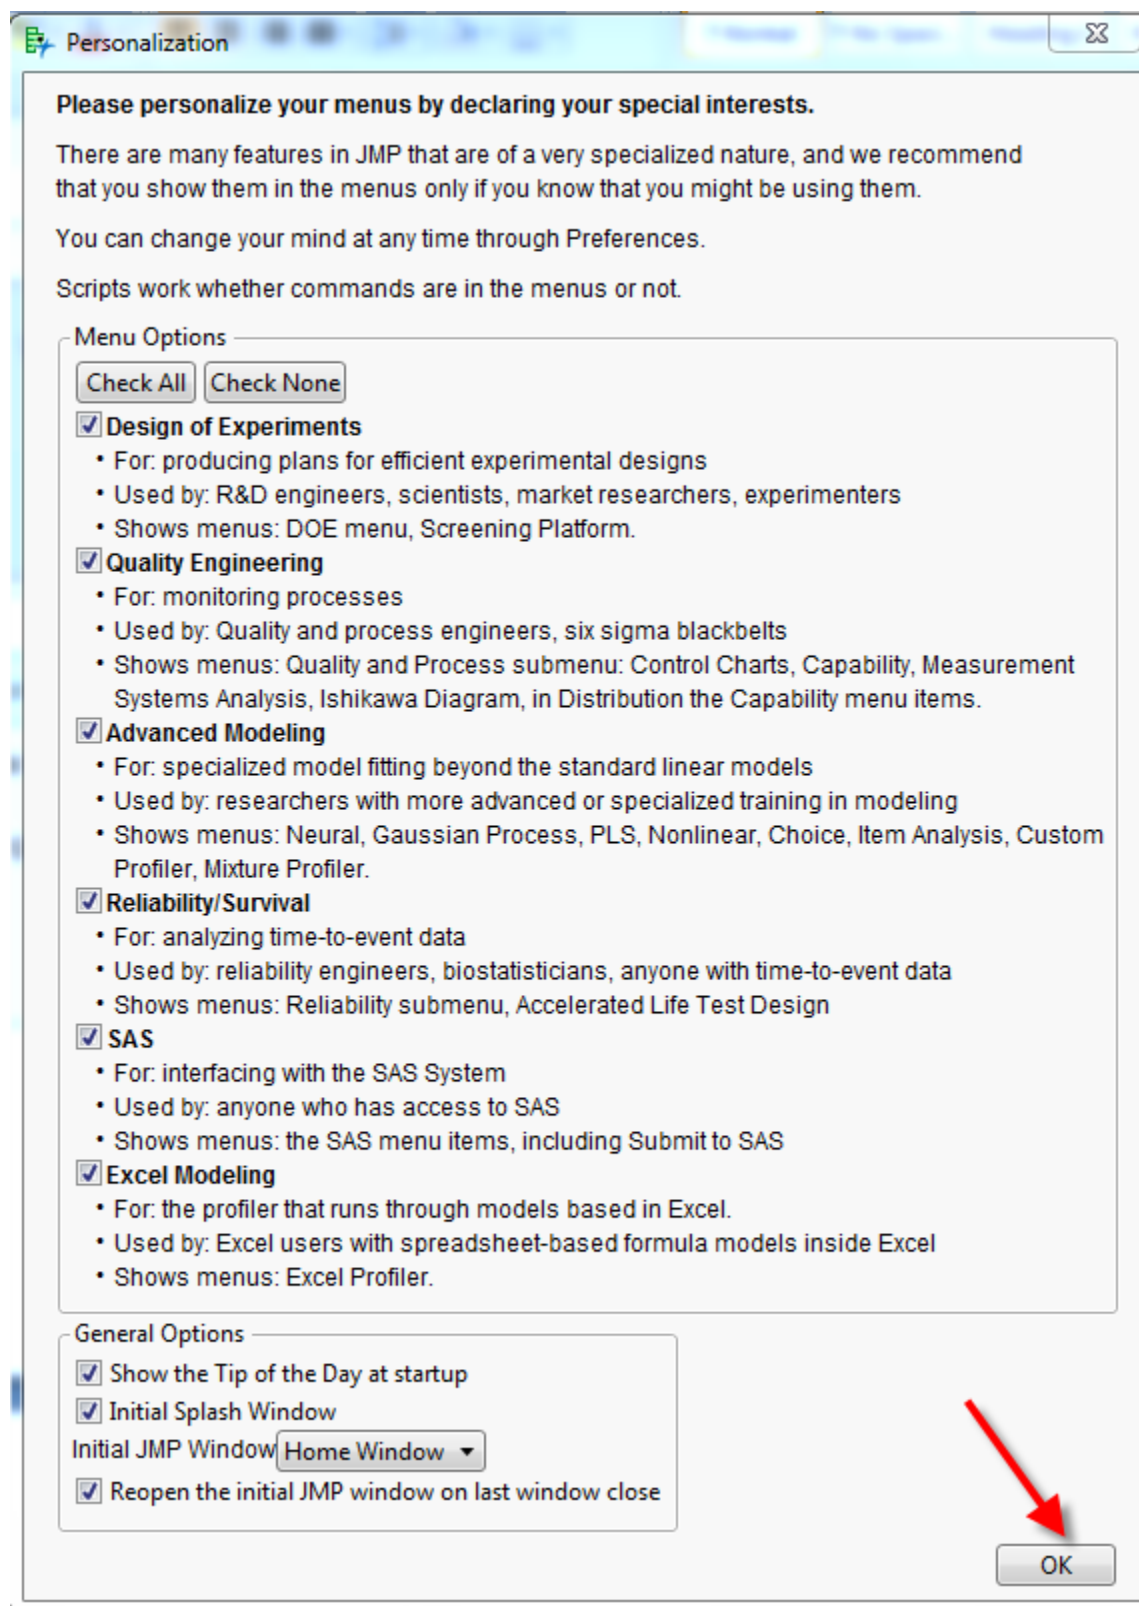 Personalization
Please personalize your menus by declaring your special interests.
There are many features in JMP that are of a very specialized nature, and we recommend
that you show them in the menus only if you know that you might be using them.
You can change your mind at any time through Preferences.
Scripts work whether commands are in the menus or not.
Menu Options
Check All Check None
Design of Experiments
• For: producing plans for efficient experimental designs
• Used by: R&D engineers, scientists, market researchers, experimenters
• Shows menus: DOE menu, Screening Platform.
Quality Engineering
• For: monitoring processes
• Used by: Quality and process engineers, six sigma blackbelts
• Shows menus: Quality and Process submenu: Control Charts, Capability, Measurement
Systems Analysis, Ishikawa Diagram, in Distribution the Capability menu items.
Advanced Modeling
• For: specialized model fitting beyond the standard linear models
• Used by: researchers with more advanced or specialized training in modeling
• Shows menus: Neural, Gaussian Process, PLS, Nonlinear, Choice, Item Analysis, Custom
Profiler, Mixture Profiler.
Reliability/Survival
• For: analyzing time-to-event data
• Used by: reliability engineers, biostatisticians, anyone with time-to-event data
• Shows menus: Reliability submenu, Accelerated Life Test Design
SAS
• For: interfacing with the SAS System
• Used by: anyone who has access to SAS
• Shows menus: the SAS menu items, including Submit to SAS
Excel Modeling
• For: the profiler that runs through models based in Excel.
• Used by: Excel users with spreadsheet-based formula models inside Excel
• Shows menus: Excel Profiler.
General Options
Show the Tip of the Day at startup
Initial Splash Window
Initial JMP Window Home Window
Reopen the initial JMP window on last window close
OK